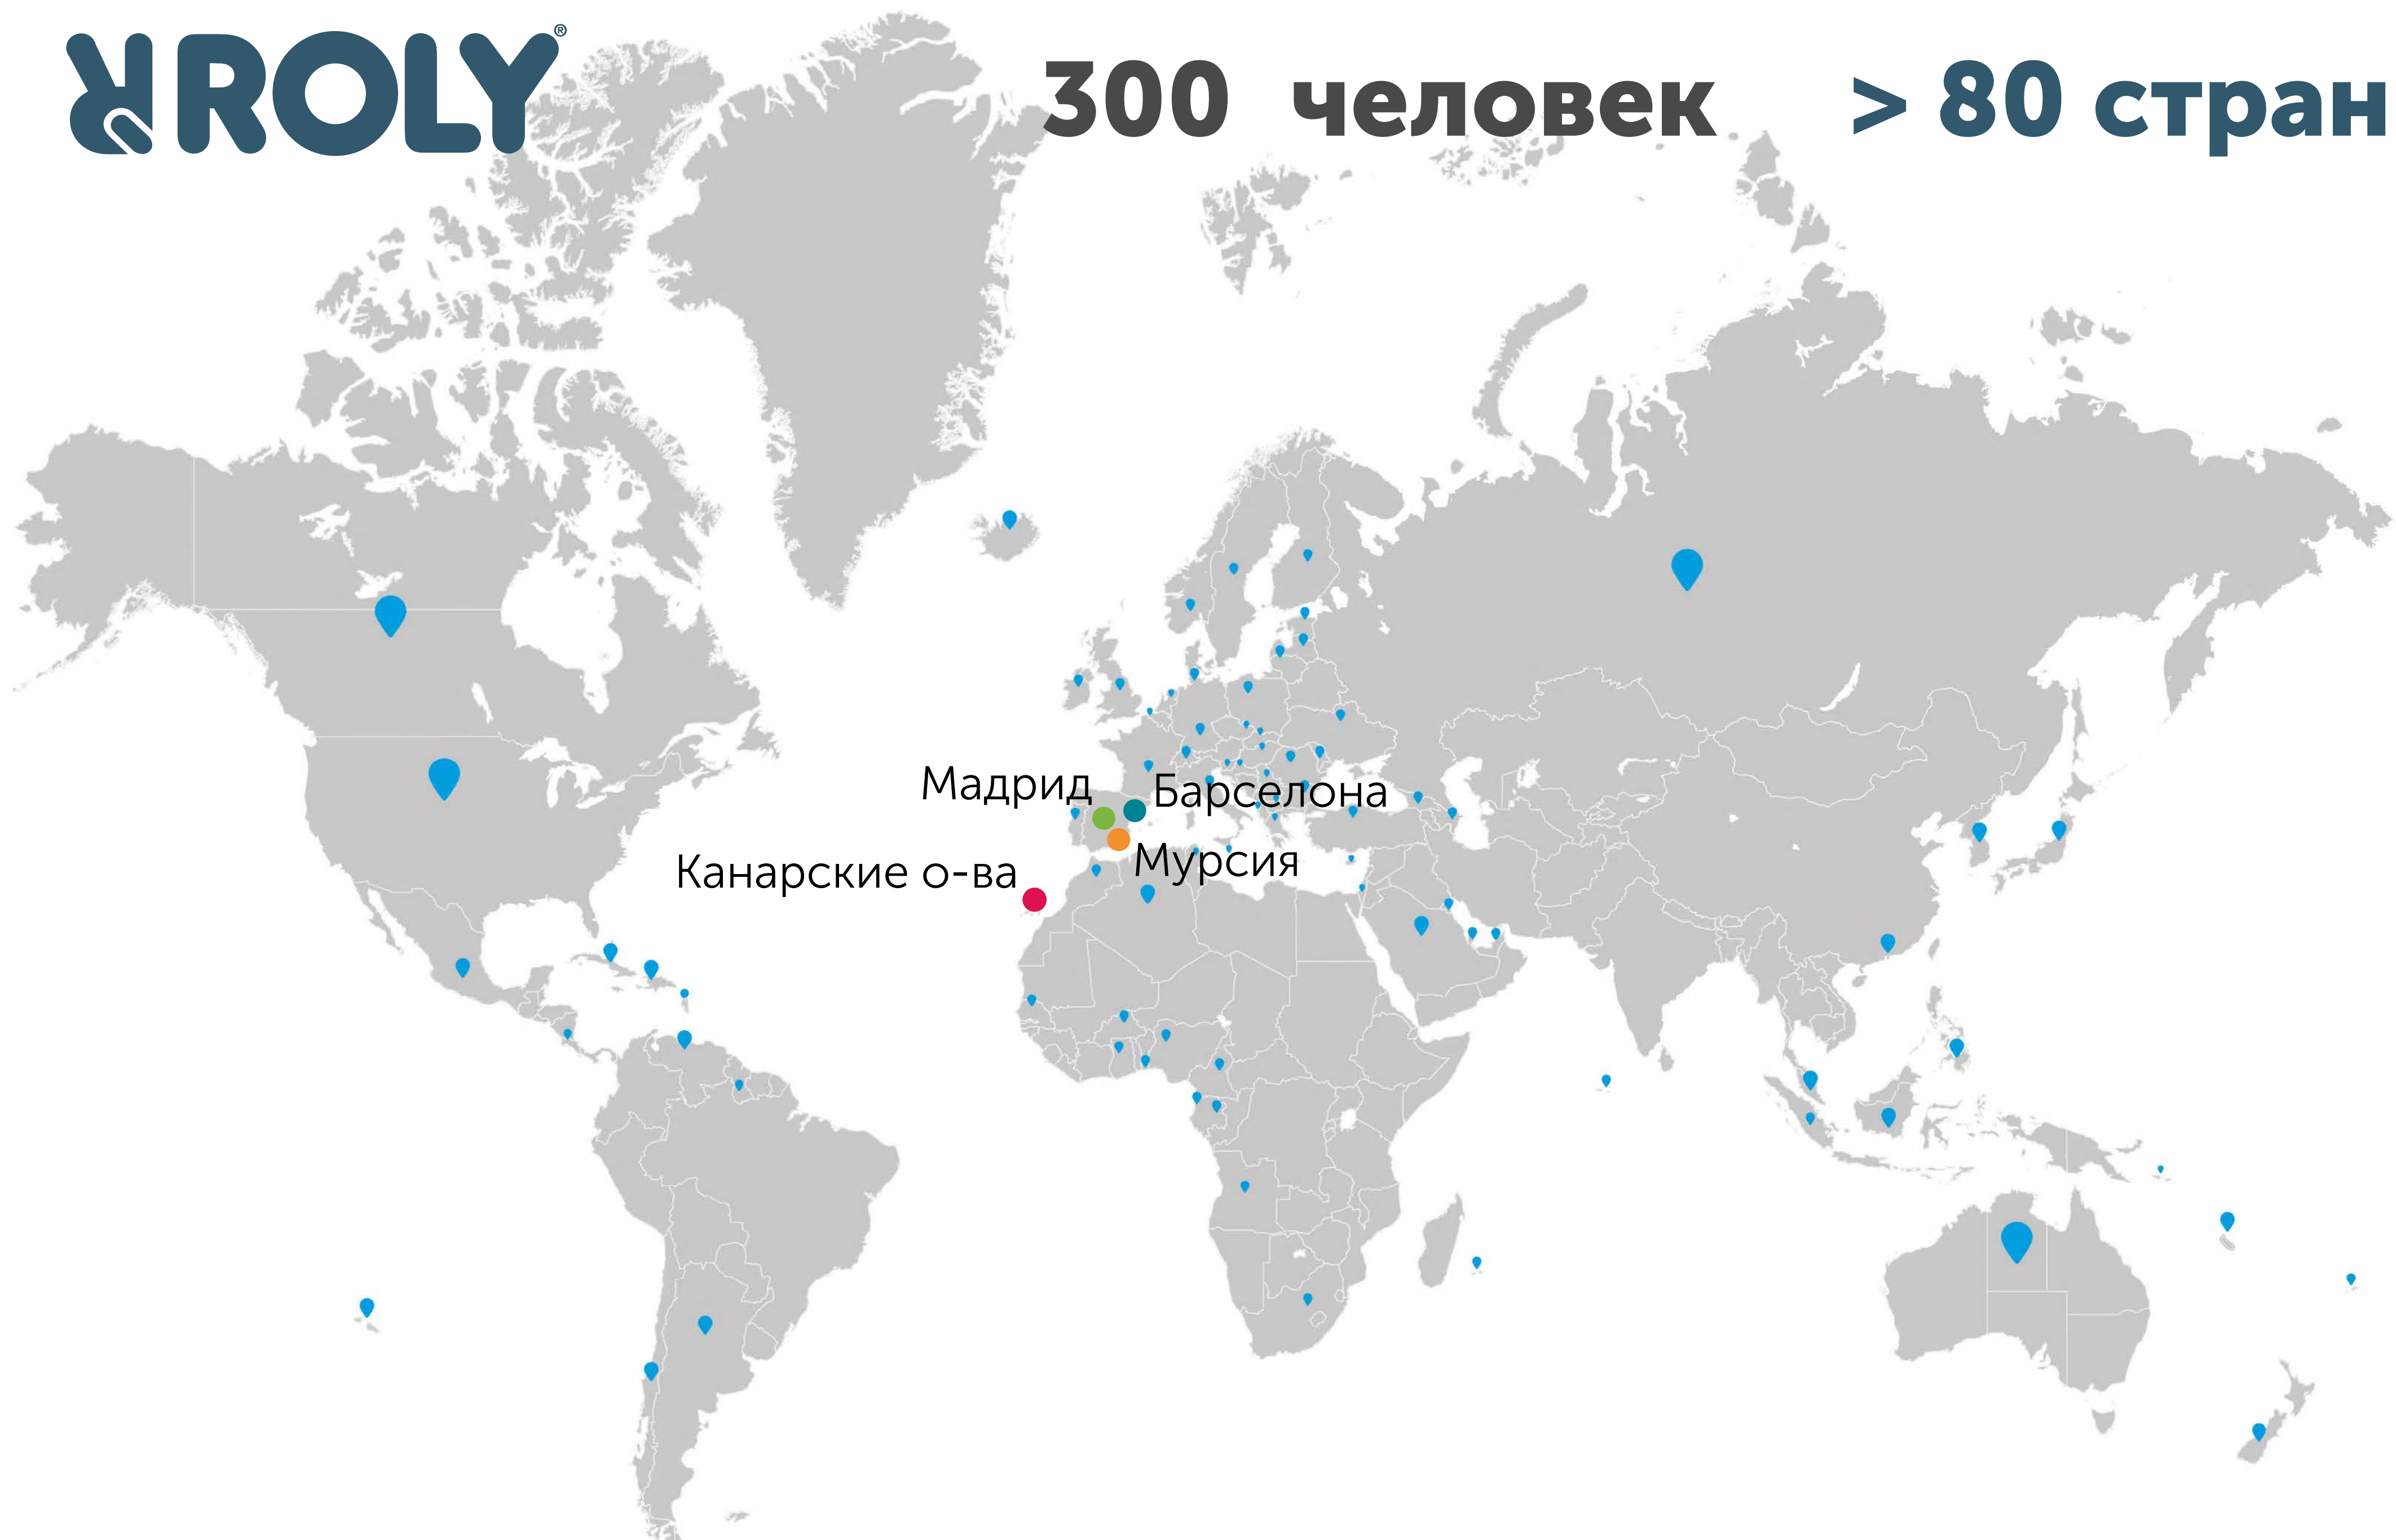 ROLY®
300 человек
> 80 стран
Мадрид
Барселона
Мурсия
Канарские о-ва